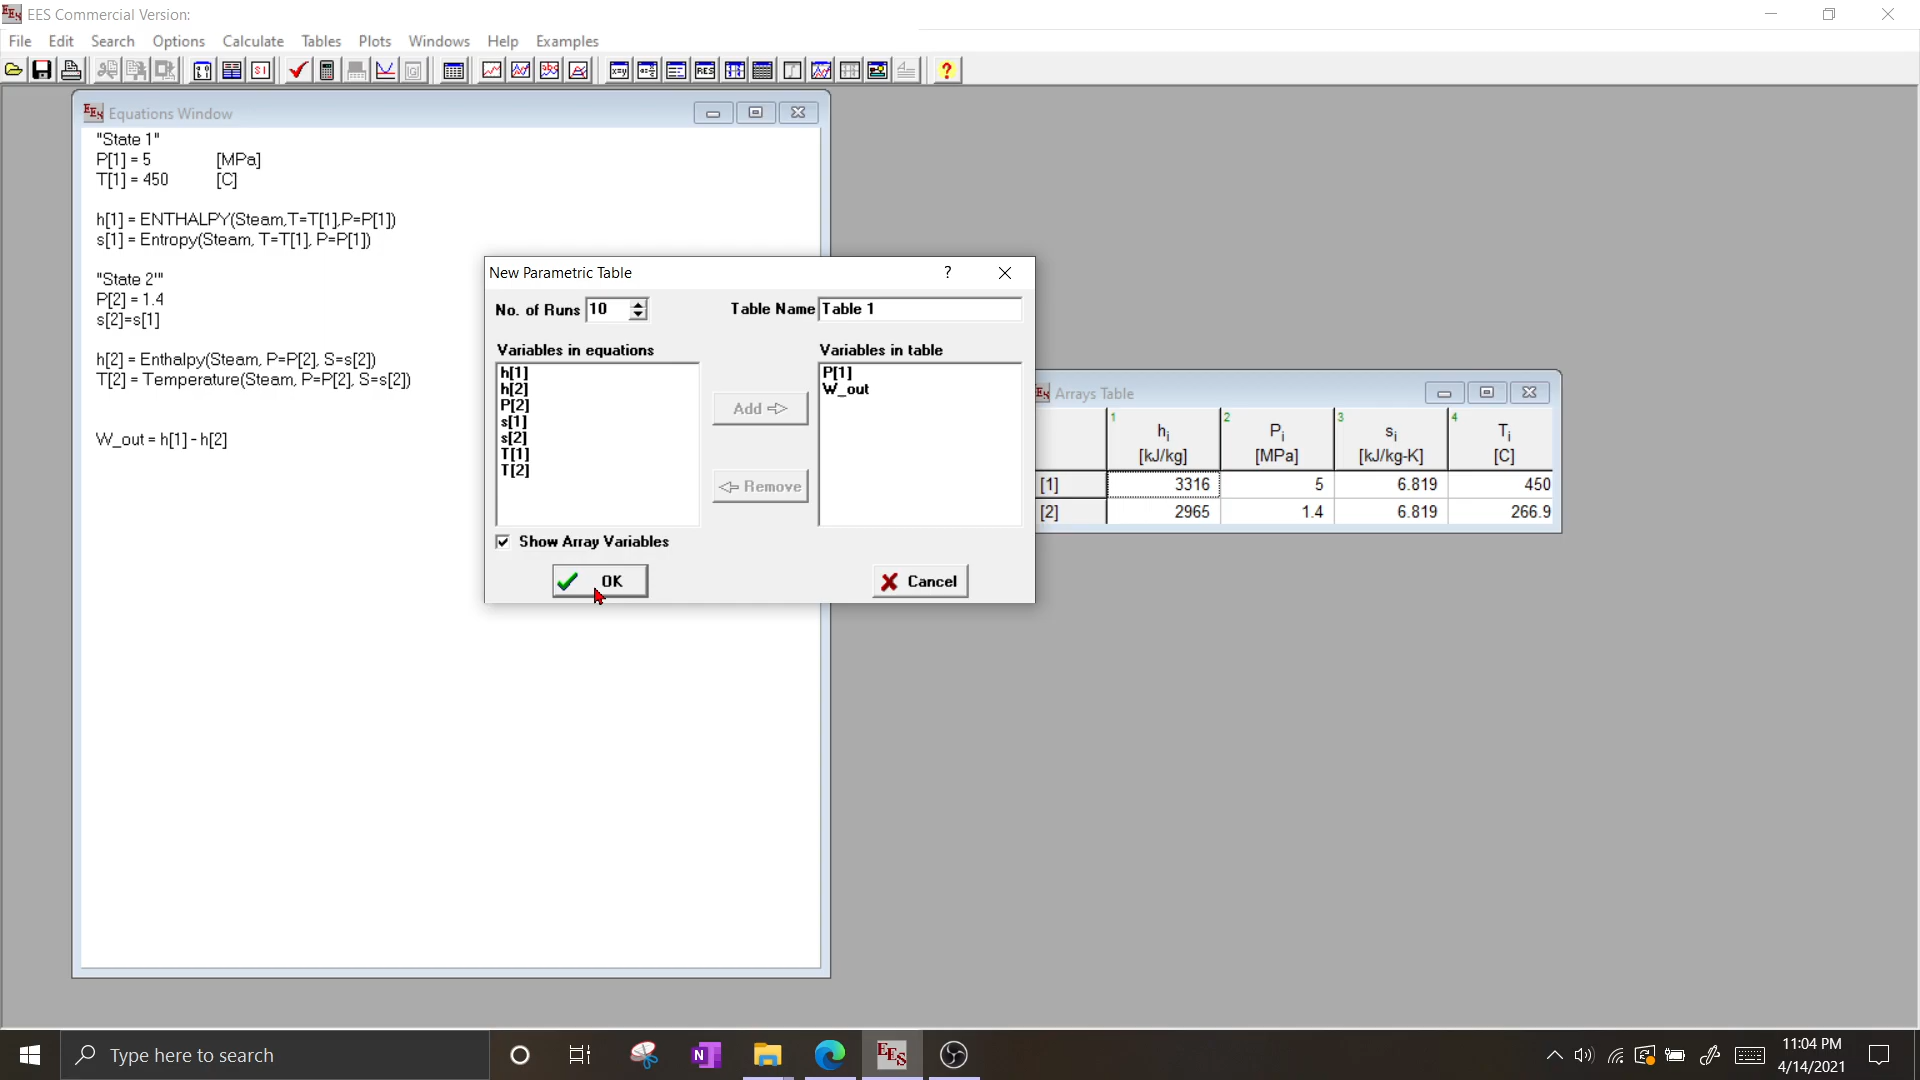 EES Commercial Version:
File Edit Search Options Calculate Tables Plots Windows Help Examples
EES Equations Window
"State 1"
P[1] = 5 [MPa]
T[1] = 450 [C]
h[1] = ENTHALPY(Steam,T=T[1],P=P[1])
s[1] = Entropy(Steam, T=T[1], P=P[1])
"State 2'"
P[2] = 1.4
s[2]=s[1]
h[2] = Enthalpy(Steam, P=P[2], S=s[2])
T[2] = Temperature(Steam, P=P[2], S=s[2])
W_out = h[1] - h[2]
New Parametric Table ?
No. of Runs 10 Table Name Table 1
Variables in equations Variables in table
h[1]
h[2]
P[2]
s[1]
s[2]
T[1]
T[2]
Add
Remove
P[1]
W_out
Show Array Variables
OK Cancel
Arrays Table
1 2 3 4
hi Pi si Ti
[kJ/kg] [MPa] [kJ/kg-K] [C]
[1] 3316 5 6.819 450
[2] 2965 1.4 6.819 266.9
Type here to search
N
EES
11:04 PM
4/14/2021